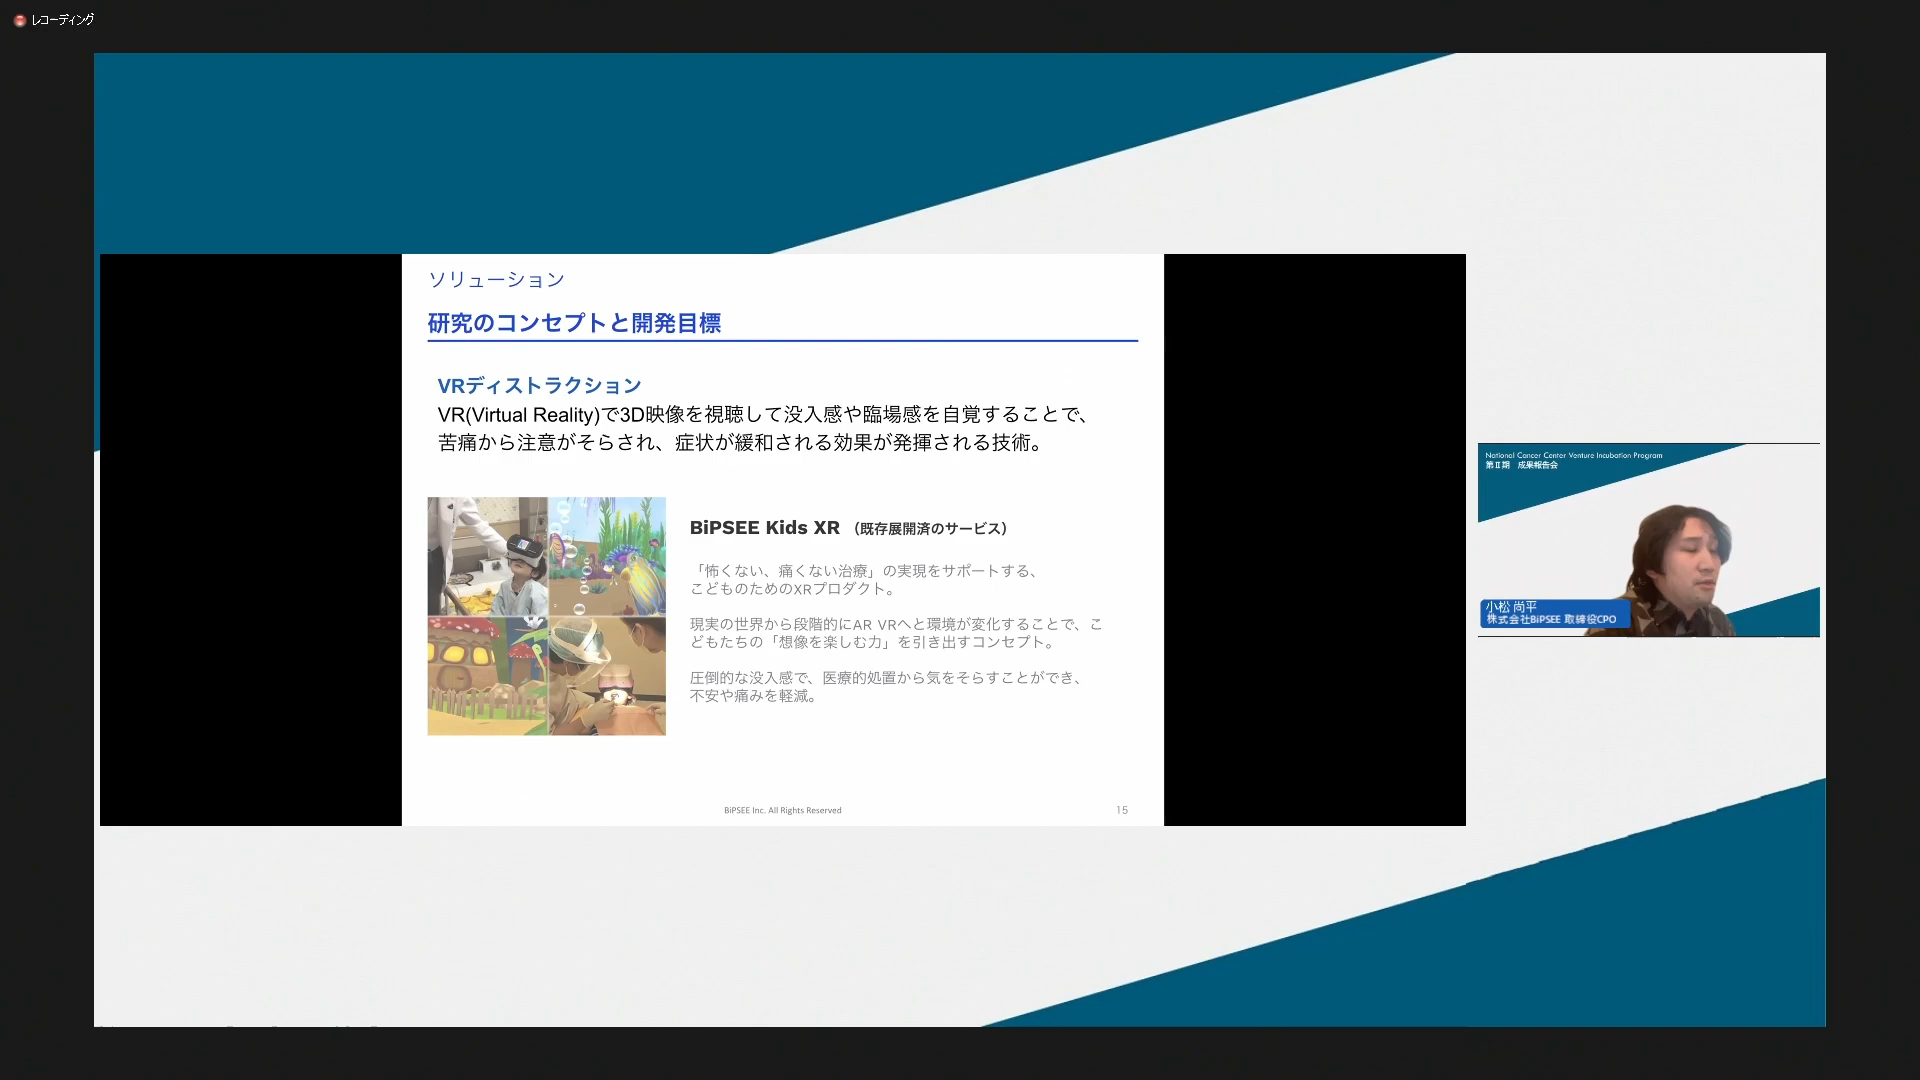 レコーディング
ソリューション
研究のコンセプトと開発目標
VRディストラクション
VR(Virtual Reality)で3D映像を視聴して没入感や臨場感を自覚することで、
苦痛から注意がそらされ、症状が緩和される効果が発揮される技術。
BiPSEE Kids XR （既存展開済のサービス）
「怖くない、痛くない治療」の実現をサポートする、
こどものためのXRプロダクト。
現実の世界から段階的にAR VRへと環境が変化することで、こ
どもたちの「想像を楽しむ力」を引き出すコンセプト。
圧倒的な没入感で、医療的処置から気をそらすことができ、
不安や痛みを軽減。
BiPSEE Inc. All Rights Reserved
15
National Cancer Center Venture Incubation Program
第Ⅱ期 成果報告会
小松 尚平
株式会社BiPSEE 取締役CPO